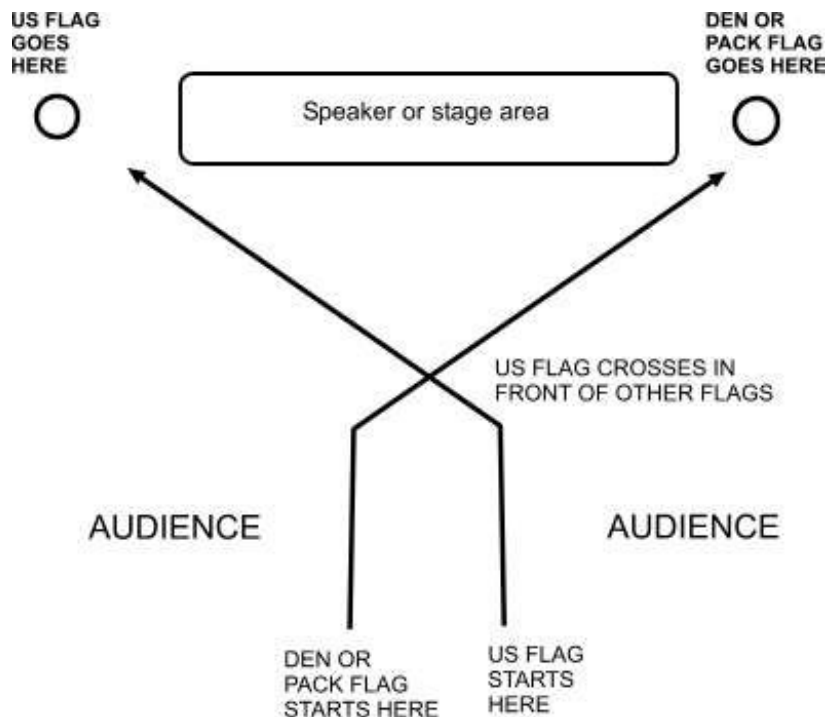 US FLAG
GOES
HERE
DEN OR
PACK FLAG
GOES HERE
Speaker or stage area
US FLAG CROSSES IN
FRONT OF OTHER FLAGS
AUDIENCE
AUDIENCE
DEN OR
PACK FLAG
STARTS HERE
US FLAG
STARTS
HERE